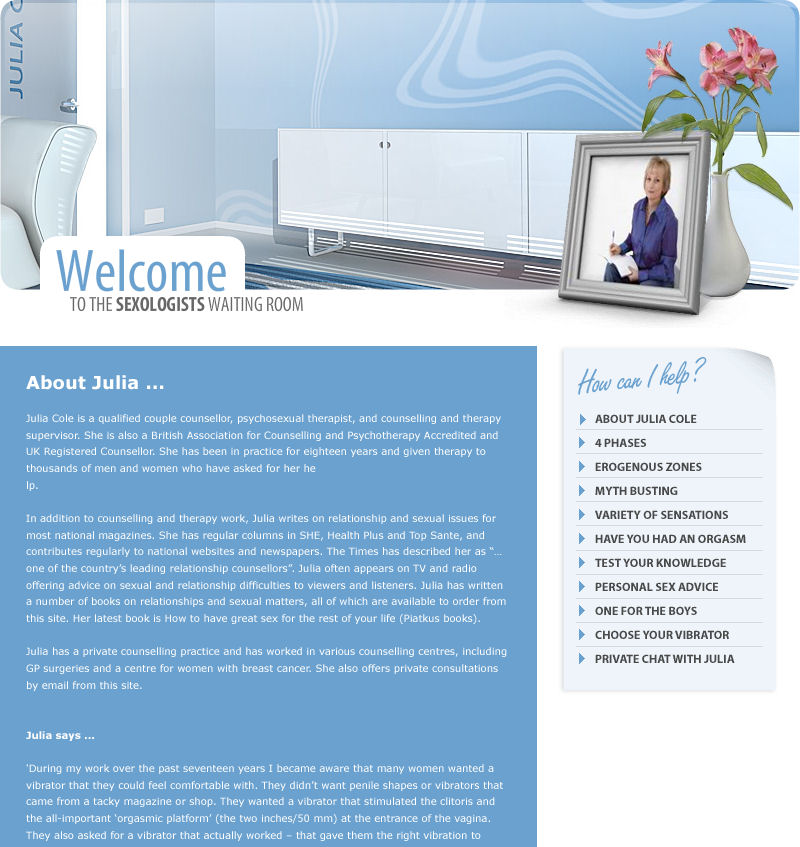 JULIA C
Welcome
TO THE SEXOLOGISTS WAITING ROOM
About Julia ...
Julia Cole is a qualified couple counsellor, psychosexual therapist, and counselling and therapy
supervisor. She is also a British Association for Counselling and Psychotherapy Accredited and
UK Registered Counsellor. She has been in practice for eighteen years and given therapy to
thousands of men and women who have asked for her he
lp.
In addition to counselling and therapy work, Julia writes on relationship and sexual issues for
most national magazines. She has regular columns in SHE, Health Plus and Top Sante, and
contributes regularly to national websites and newspapers. The Times has described her as “...
one of the country’s leading relationship counsellors”. Julia often appears on TV and radio
offering advice on sexual and relationship difficulties to viewers and listeners. Julia has written
a number of books on relationships and sexual matters, all of which are available to order from
this site. Her latest book is How to have great sex for the rest of your life (Piatkus books).
Julia has a private counselling practice and has worked in various counselling centres, including
GP surgeries and a centre for women with breast cancer. She also offers private consultations
by email from this site.
Julia says ...
‘During my work over the past seventeen years I became aware that many women wanted a
vibrator that they could feel comfortable with. They didn’t want penile shapes or vibrators that
came from a tacky magazine or shop. They wanted a vibrator that stimulated the clitoris and
the all-important ‘orgasmic platform’ (the two inches/50 mm) at the entrance of the vagina.
They also asked for a vibrator that actually worked – that gave them the right vibration to
How can I help?
ABOUT JULIA COLE
4 PHASES
EROGENOUS ZONES
MYTH BUSTING
VARIETY OF SENSATIONS
HAVE YOU HAD AN ORGASM
TEST YOUR KNOWLEDGE
PERSONAL SEX ADVICE
ONE FOR THE BOYS
CHOOSE YOUR VIBRATOR
PRIVATE CHAT WITH JULIA